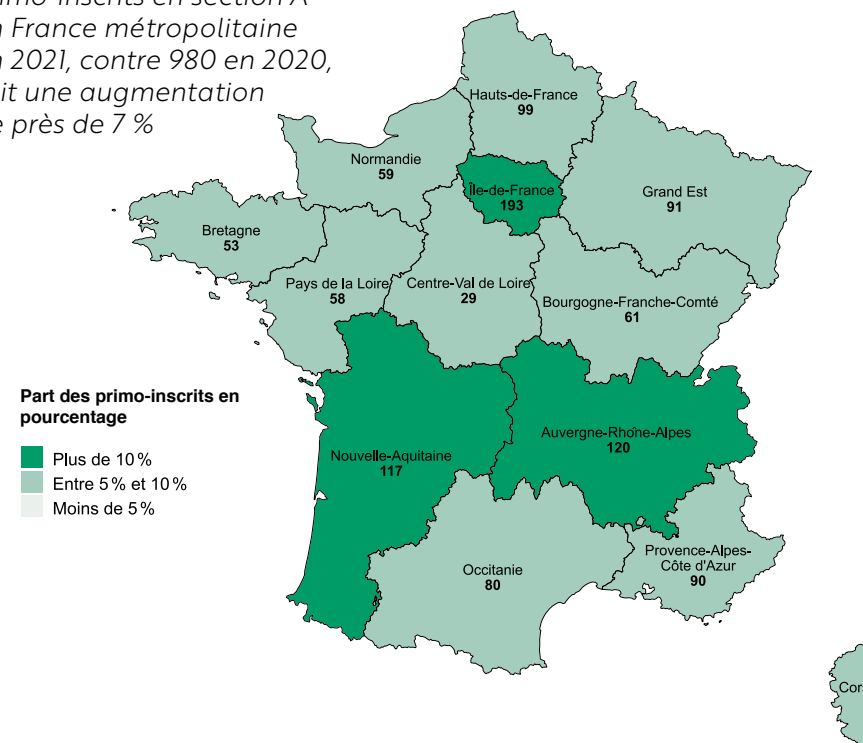 en section A
France métropolitaine
2021, contre 980 en 2020,
une augmentation
près de 7 %
Hauts-de-France
99
Normandie
59
Île-de-France
193
Grand Est
91
Bretagne
53
Pays de la Loire
58
Centre-Val de Loire
29
Bourgogne-Franche-Comté
61
Part des primo-inscrits en
pourcentage
Plus de 10 %
Entre 5 % et 10 %
Moins de 5 %
Nouvelle-Aquitaine
117
Auvergne-Rhône-Alpes
120
Occitanie
80
Provence-Alpes-
Côte d'Azur
90